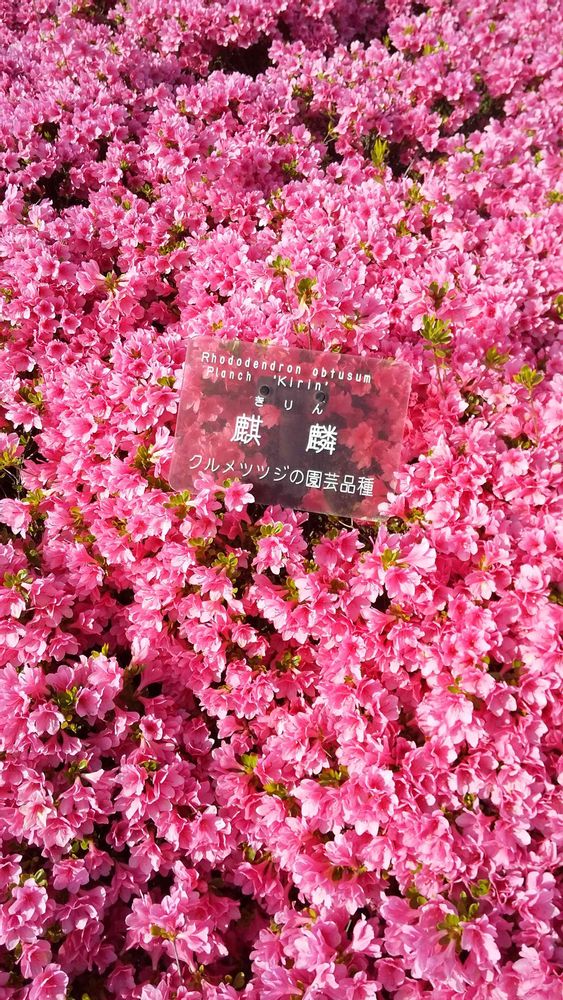 Rhododendron obtusum
Planch 'Kirin'
きりん
麒麟
クルメツツジの園芸品種